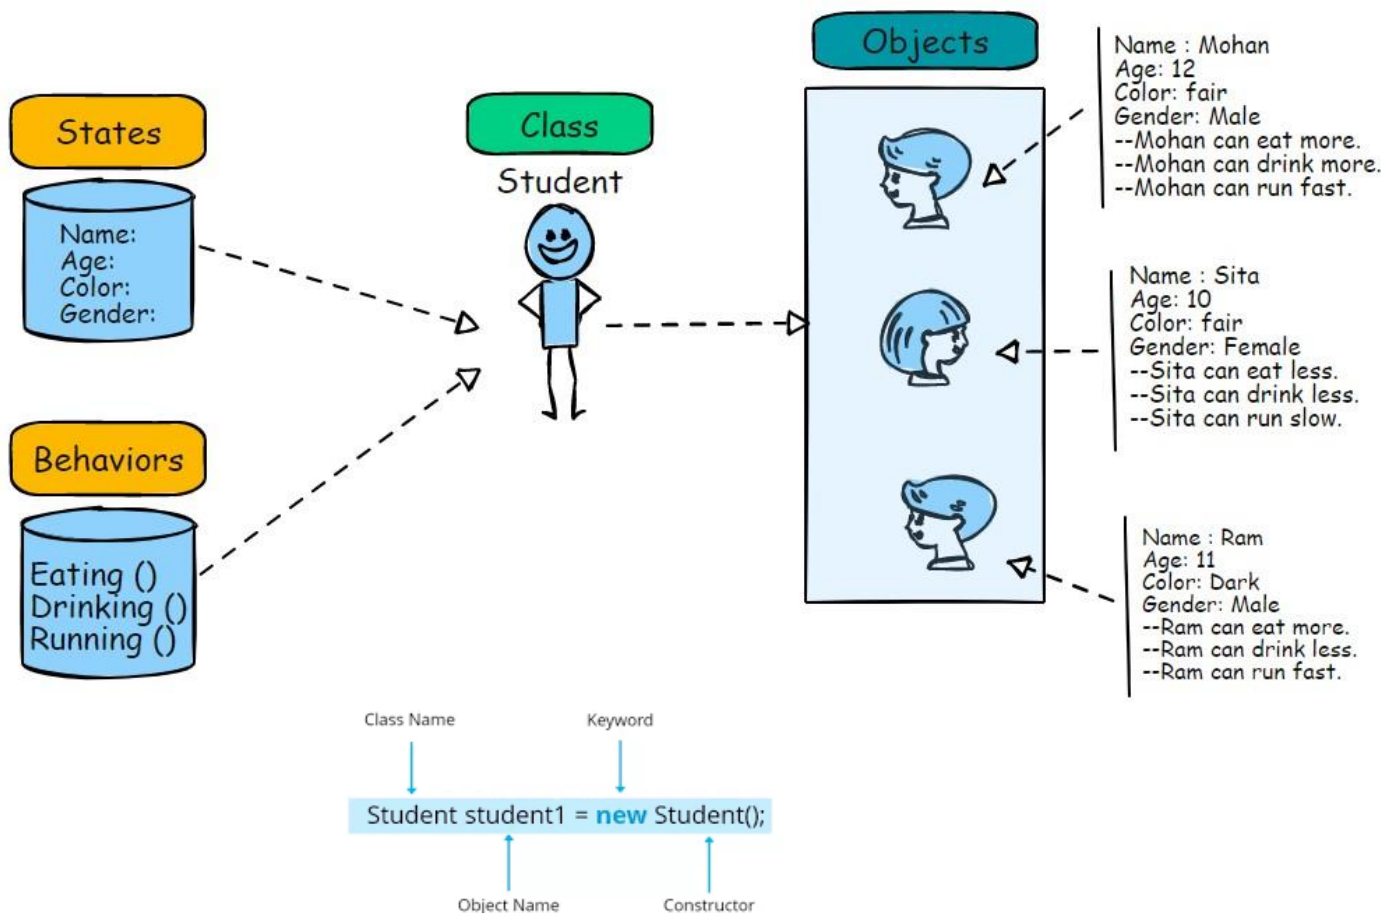 States
Name:
Age:
Color:
Gender:
Behaviors
Eating ()
Drinking ()
Running ()
Class
Student
Objects
Name : Mohan
Age: 12
Color: fair
Gender: Male
--Mohan can eat more.
--Mohan can drink more.
--Mohan can run fast.
Name : Sita
Age: 10
Color: fair
Gender: Female
--Sita can eat less.
--Sita can drink less.
--Sita can run slow.
Name : Ram
Age: 11
Color: Dark
Gender: Male
--Ram can eat more.
--Ram can drink less.
--Ram can run fast.
Class Name
Keyword
Student student1 = new Student();
Object Name
Constructor